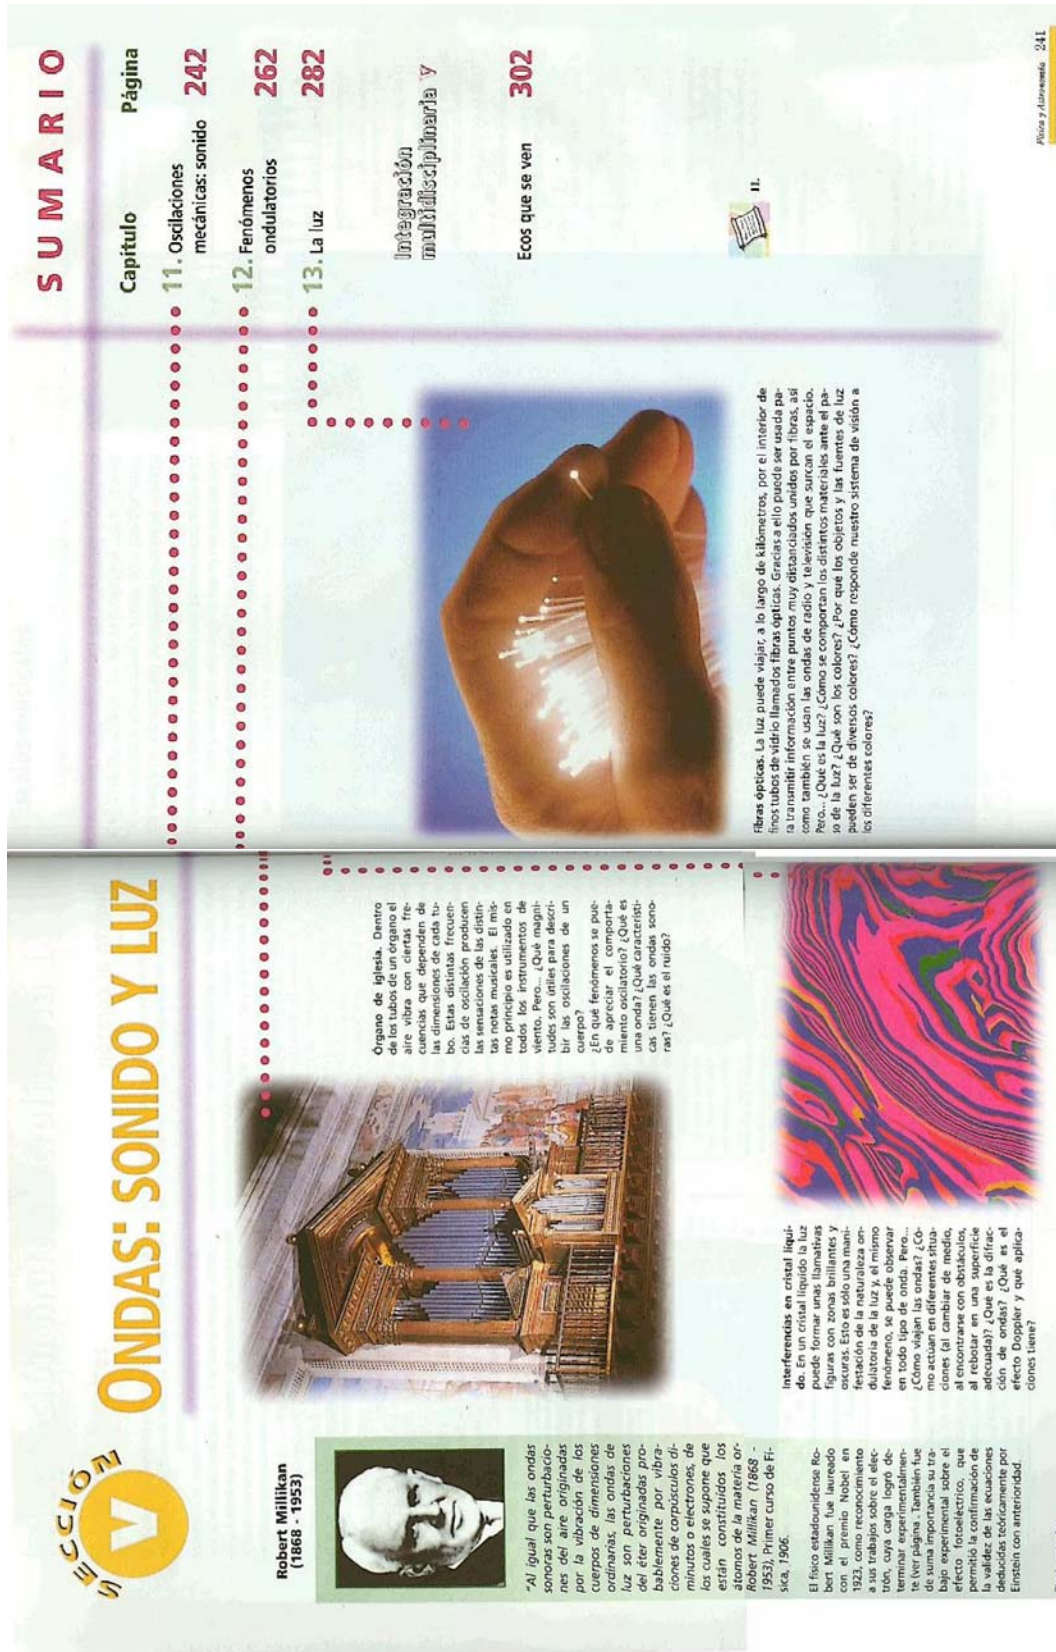 SECCIÓN
V
ONDAS: SONIDO Y LUZ
Robert Millikan
(1868 - 1953)
"Al igual que las ondas
sonoras son perturbacio-
nes del aire originadas
por la vibración de los
cuerpos de dimensiones
ordinarias, las ondas de
luz son perturbaciones
del éter originadas pro-
bablemente por vibra-
ciones de corpúsculos di-
minutos o electrones, de
los cuales se supone que
están constituidos los
átomos de la materia or-
Robert Millikan (1868 -
1953), Primer curso de Fí-
sica, 1906.
El físico estadounidense Ro-
bert Millikan fue laureado
con el premio Nobel en
1923, como reconocimiento
a sus trabajos sobre el elec-
trón, cuya carga logró de-
terminar experimentalmen-
te (ver página . También fue
de suma importancia su tra-
bajo experimental sobre el
efecto fotoeléctrico, que
permitió la confirmación de
la validez de las ecuaciones
deducidas teóricamente por
Einstein con anterioridad.
Órgano de iglesia. Dentro
de los tubos de un órgano el
aire vibra con ciertas fre-
cuencias que dependen de
las dimensiones de cada tu-
bo. Estas distintas frecuen-
cias de oscilación producen
las sensaciones de las distin-
tas notas musicales. El mis-
mo principio es utilizado en
todos los instrumentos de
viento. Pero... ¿Qué magni-
tudes son útiles para descri-
bir las oscilaciones de un
cuerpo?
¿En qué fenómenos se pue-
de apreciar el comporta-
miento oscilatorio? ¿Qué es
una onda? ¿Qué característi-
cas tienen las ondas sono-
ras? ¿Qué es el ruido?
Interferencias en cristal líqui-
do. En un cristal líquido la luz
puede formar unas llamativas
figuras con zonas brillantes y
oscuras. Esto es sólo una mani-
festación de la naturaleza on-
dulatoria de la luz y, el mismo
fenómeno, se puede observar
en todo tipo de onda. Pero...
¿Cómo viajan las ondas? ¿Có-
mo actúan en diferentes situa-
ciones (al cambiar de medio,
al encontrarse con obstáculos,
al rebotar en una superficie
adecuada)? ¿Qué es la difrac-
ción de ondas? ¿Qué es el
efecto Doppler y qué aplica-
ciones tiene?
SUMARIO
Capítulo Página
11. Oscilaciones
mecánicas: sonido 242
12. Fenómenos
ondulatorios 262
13. La luz 282
Integración
multidisciplinaria y
Ecos que se ven 302
11.
Fibras ópticas. La luz puede viajar, a lo largo de kilómetros, por el interior de
finos tubos de vidrio llamados fibras ópticas. Gracias a ello puede ser usada pa-
ra transmitir información entre puntos muy distanciados unidos por fibras, así
como también se usan las ondas de radio y televisión que surcan el espacio.
Pero... ¿Qué es la luz? ¿Cómo se comportan los distintos materiales ante el pa-
so de la luz? ¿Qué son los colores? ¿Por qué los objetos y las fuentes de luz
pueden ser de diversos colores? ¿Cómo responde nuestro sistema de visión a
los diferentes colores?
Física y Astronomía 241